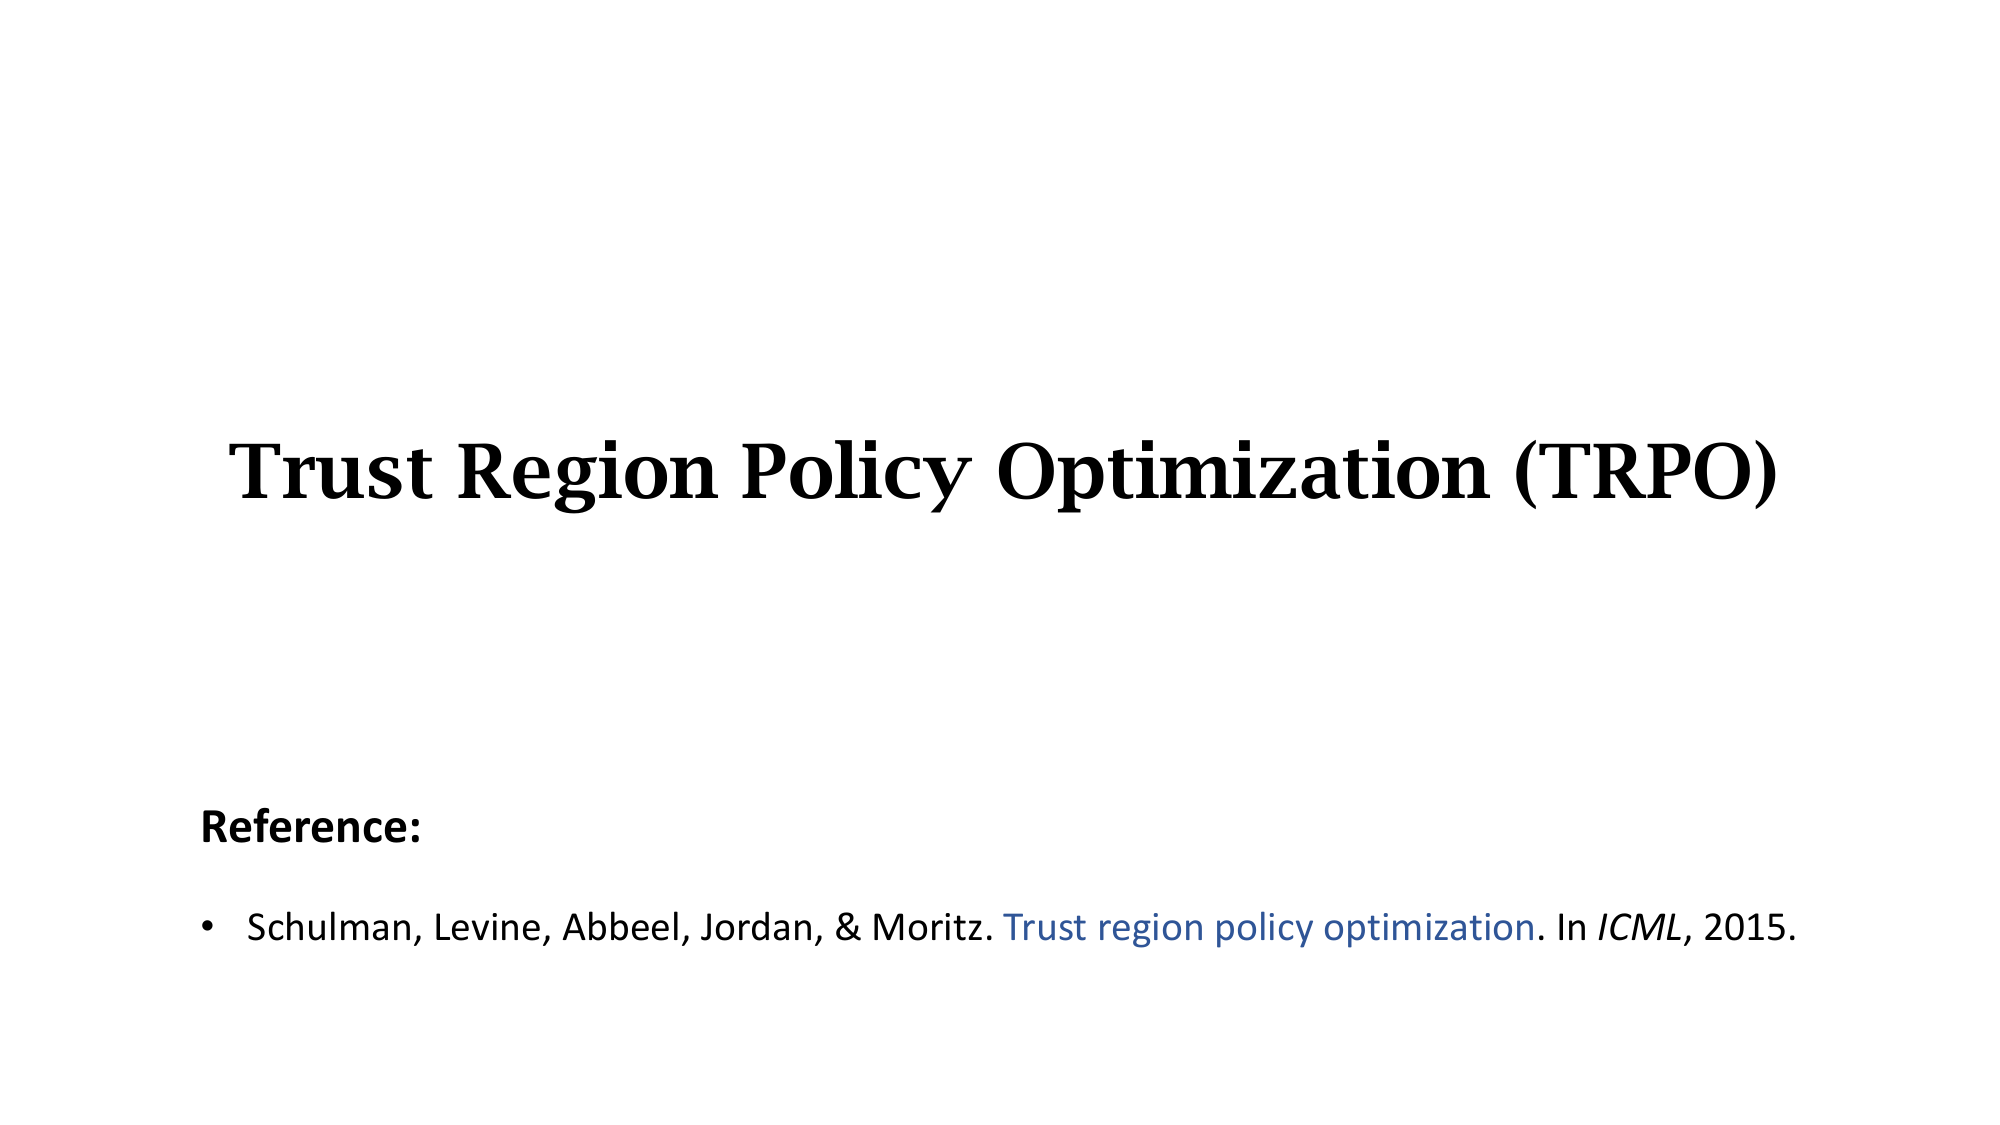 Trust Region Policy Optimization (TRPO)
Reference:
• Schulman, Levine, Abbeel, Jordan, & Moritz. Trust region policy optimization. In ICML, 2015.